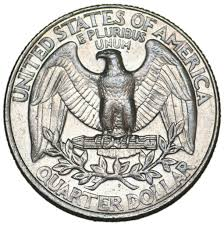 UNITED STATES OF AMERICA
E PLURIBUS
UNUM
QUARTER DOLLAR